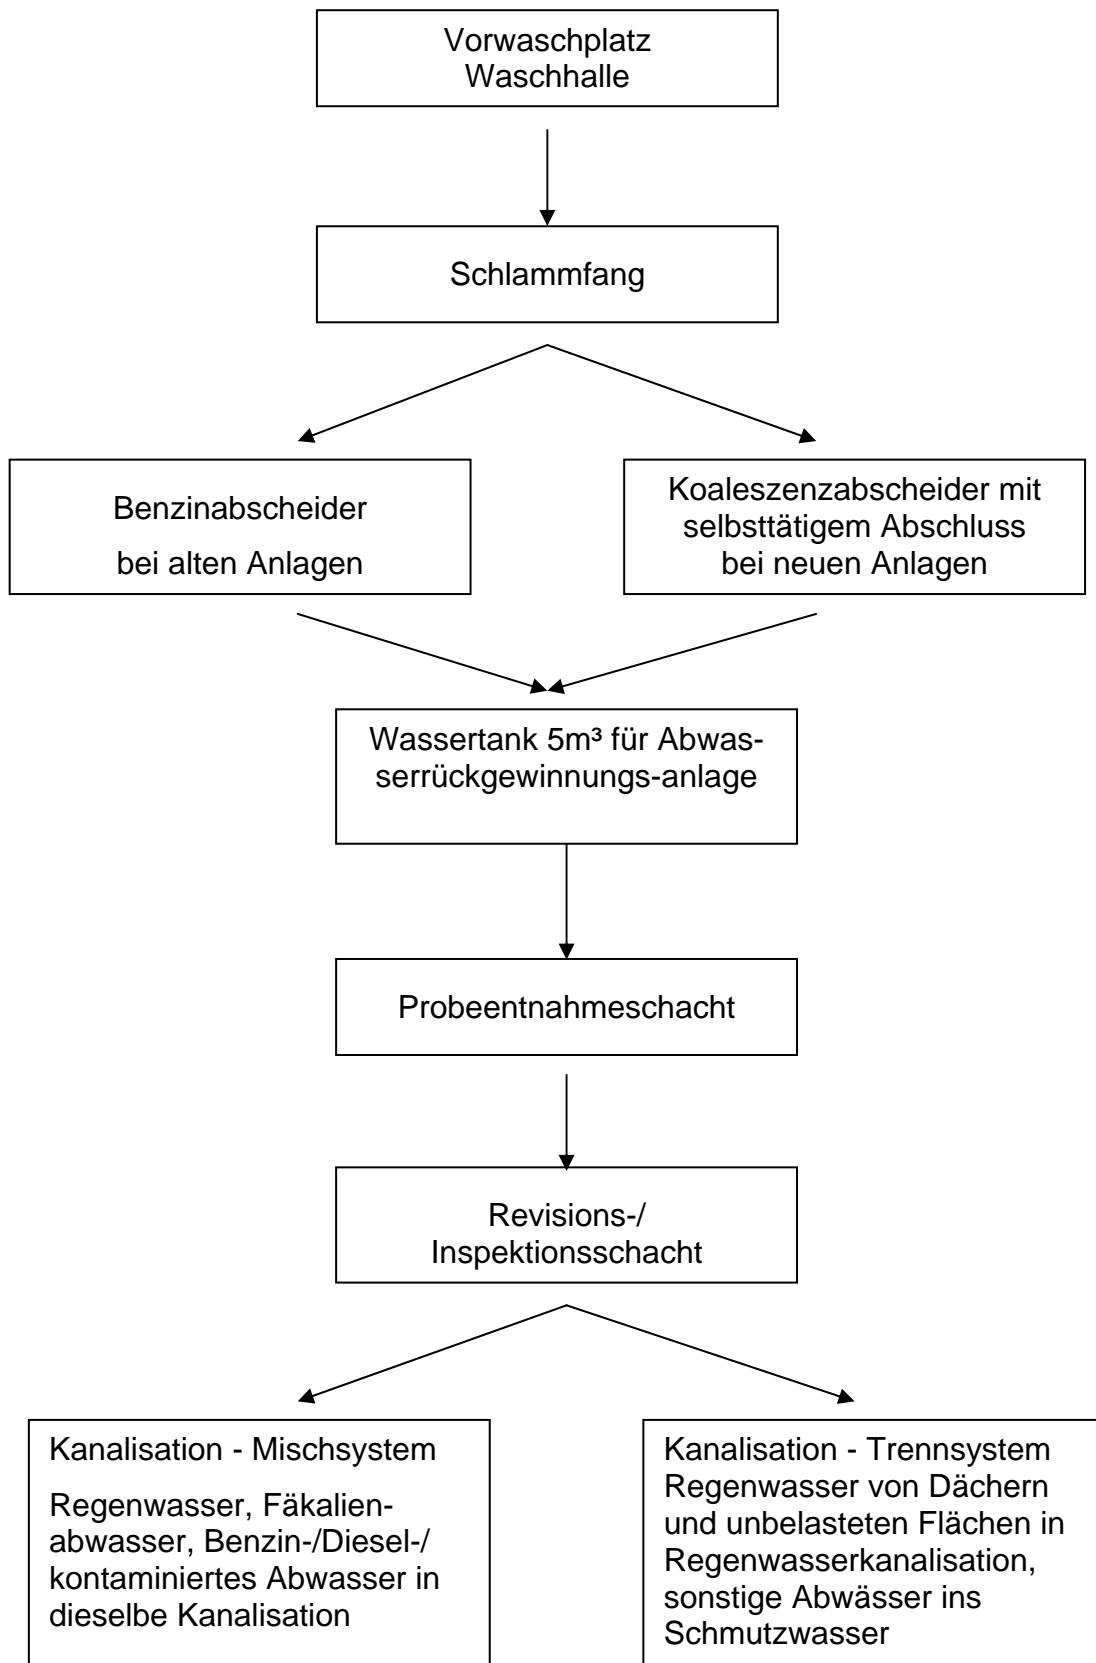 Vorwaschplatz
Waschhalle
Schlammfang
Benzinabscheider
bei alten Anlagen
Koaleszenzabscheider mit
selbsttätigem Abschluss
bei neuen Anlagen
Wassertank 5m³ für Abwas-
serrückgewinnungs-anlage
Probeentnahmeschacht
Revisions-/
Inspektionsschacht
Kanalisation - Mischsystem
Regenwasser, Fäkalien-
abwasser, Benzin-/Diesel-/
kontaminiertes Abwasser in
dieselbe Kanalisation
Kanalisation - Trennsystem
Regenwasser von Dächern
und unbelasteten Flächen in
Regenwasserkanalisation,
sonstige Abwässer ins
Schmutzwasser